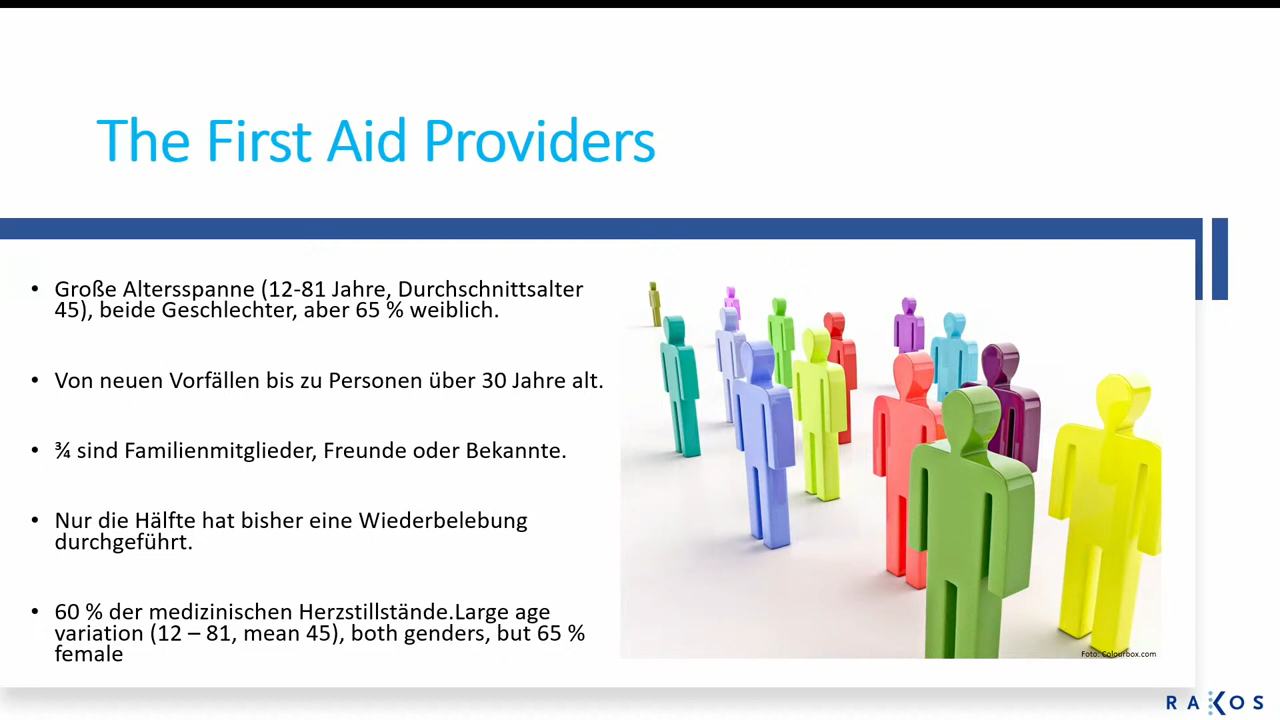 The First Aid Providers
• Große Altersspanne (12-81 Jahre, Durchschnittsalter
45), beide Geschlechter, aber 65 % weiblich.
• Von neuen Vorfällen bis zu Personen über 30 Jahre alt.
• ¾ sind Familienmitglieder, Freunde oder Bekannte.
• Nur die Hälfte hat bisher eine Wiederbelebung
durchgeführt.
• 60 % der medizinischen Herzstillstände.Large age
variation (12 – 81, mean 45), both genders, but 65 %
female
Foto: Colourbox.com
RAKOS